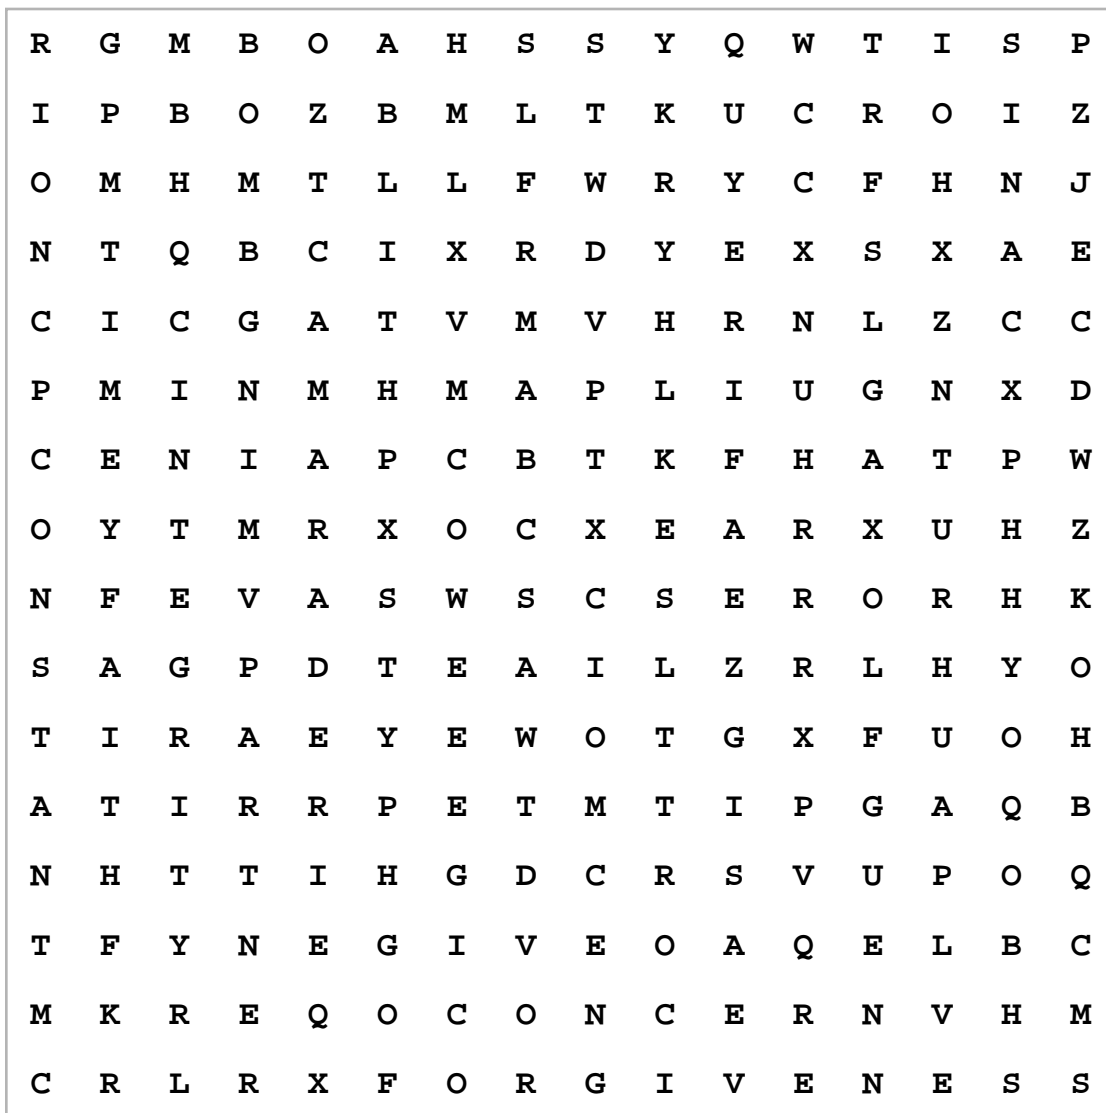 R G M B O A H S S Y Q W T I S P
I P B O Z B M L T K U C R O I Z
O M H M T L L F W R Y C F H N J
N T Q B C I X R D Y E X S X A E
C I C G A T V M V H R N L Z C C
P M I N M H M A P L I U G N X D
C E N I A P C B T K F H A T P W
O Y T M R X O C X E A R X U H Z
N F E V A S W S C S E R O R H K
S A G P D T E A I L Z R L H Y O
T I R A E Y E W O T G X F U O H
A T I R R P E T M T I P G A Q B
N H T T I H G D C R S V U P O Q
T F Y N E G I V E O A Q E L B C
M K R E Q O C O N C E R N V H M
C R L R X F O R G I V E N E S S